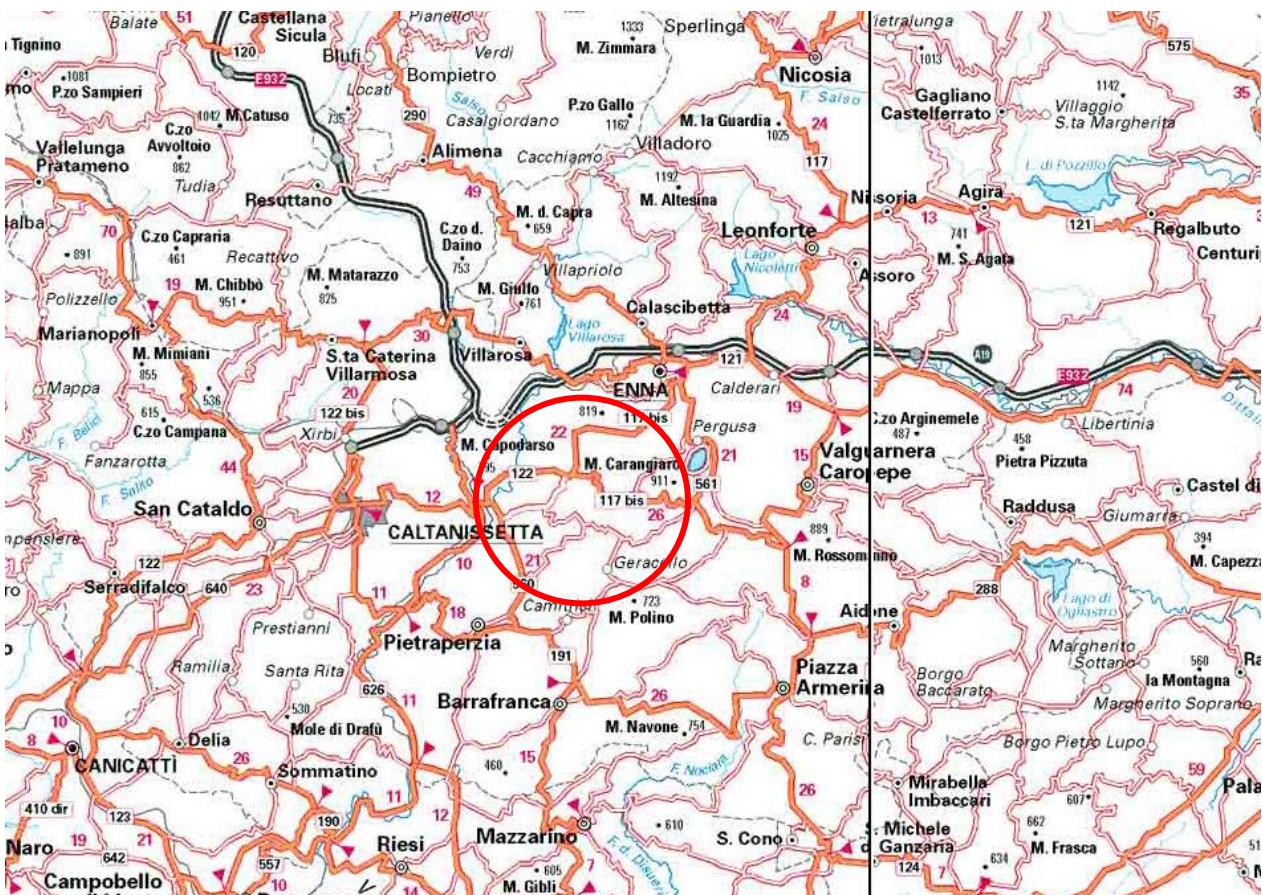 51
Balate
Castellana
Sicula
Pianello
1333
M. Zimmara
Sperlinga
Pietralunga
1013
575
Tignino
120
Blufi
Verdi
Nicosia
1081
P.zo Sampieri
E932
Bompietro
Locati
Salso
F. Salso
Gagliano
Castelferrato
1142
Villaggio
S.ta Margherita
35
1042 M.Catuso
735
290
Casalgiordano
P.zo Gallo
1162
M. la Guardia
1025
24
C.zo
Avvoltoio
862
Vallelunga
Pratameno
Alimena
Cacchiamo
Villadoro
117
L. di Pozzillo
Tudia
Resuttano
49
1192
M. Altesina
Nissoria
Agira
13
121
Regalbuto
70
C.zo Capraria
461
C.zo d.
Daino
753
M. d. Capra
659
Leonforte
741
M. S. Agata
Centuri
891
Recattivo
M. Matarazzo
825
Villapriolo
Lago
Nicoletti
Assoro
Polizzello
19
M. Chibbò
951
M. Giulfo
761
Calascibetta
24
Marianopoli
30
Lago
Villarosa
M. Mimiani
855
S.ta Caterina
Villarmosa
Villarosa
121
A19
E932
Mappa
536
20
ENNA
Calderari
74
615
C.zo Campana
122 bis
Xirbi
819
117 bis
19
C.zo Arginemele
487
Dittaino
F. Belici
22
Pergusa
458
Pietra Pizzuta
Libertinia
Fanzarotta
44
M. Capodarso
795
122
M. Carangiaro
911
21
15
Valguarnera
Caropepe
F. Salito
San Cataldo
12
117 bis
561
Castel di
CALTANISSETTA
26
889
M. Rossomanno
Raddusa
Giumarra
394
M. Capezza
122
Serradifalco
640
23
10
21
Geracello
8
11
560
288
Prestianni
18
Camitrici
723
M. Polino
Aidone
Lago di
Ogliastro
Pietraperzia
Ramilia
Santa Rita
191
Piazza
Armerina
Margherito
Sottano
560
la Montagna
626
11
Barrafranca
26
Borgo
Baccarato
Margherito Soprano
530
Mole di Drafù
M. Navone
754
10
8
Delia
15
C. Parisi
Borgo Pietro Lupo
CANICATTÌ
26
F. Nociara
Sommatino
460
Mirabella
Imbaccari
59
607
410 dir
11
26
123
190
12
Mazzarino
610
S. Cono
S. Michele
d. Ganzaria
662
M. Frasca
Naro
19
21
642
557
Riesi
F. d. Disueri
605
M. Gibli
7
124
634
7
Campobello
10
14